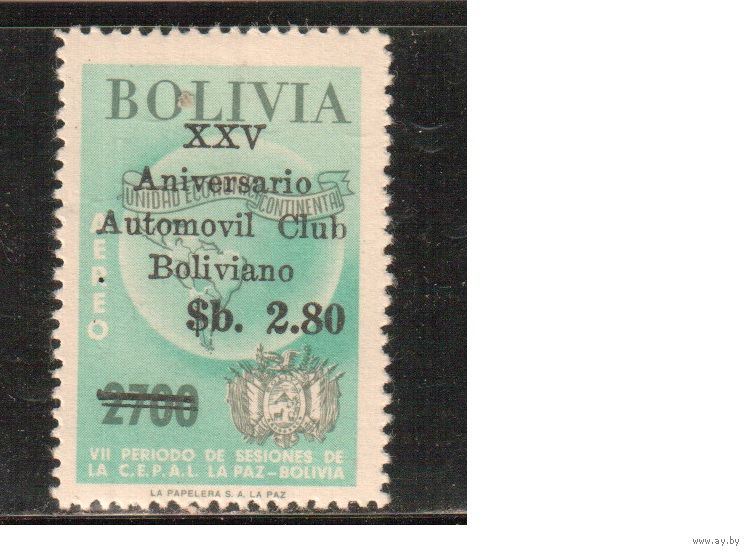 BOLIVIA
XXV
Aniversario
UNIDAD ECONOMICA CONTINENTAL
Automovil Club
Boliviano
AEREO
$b. 2.80
2700
VII PERIODO DE SESIONES DE
LA C.E.P.A.L. LA PAZ-BOLIVIA
LA PAPELERA S. A. LA PAZ
www.ay.by